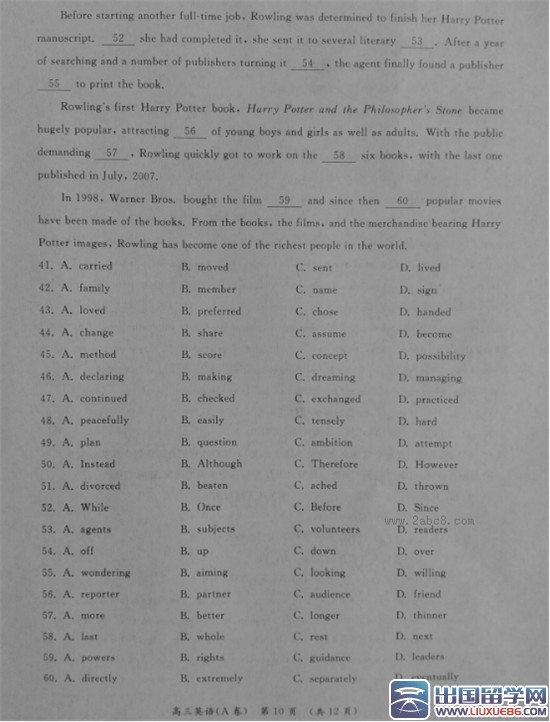 Before starting another full-time job, Rowling was determined to finish her Harry Potter
manuscript. 52 she had completed it, she sent it to several literary 53 . After a year
of searching and a number of publishers turning it 54 , the agent finally found a publisher
55 to print the book.
Rowling's first Harry Potter book, Harry Potter and the Philosopher's Stone became
hugely popular, attracting 56 of young boys and girls as well as adults. With the public
demanding 57 , Rowling quickly got to work on the 58 six books, with the last one
published in July, 2007.
In 1998, Warner Bros. bought the film 59 and since then 60 popular movies
have been made of the books. From the books, the films, and the merchandise bearing Harry
Potter images, Rowling has become one of the richest people in the world.
41. A. carried B. moved C. sent D. lived
42. A. family B. member C. name D. sign
43. A. loved B. preferred C. chose D. handed
44. A. change B. share C. assume D. become
45. A. method B. score C. concept D. possibility
46. A. declaring B. making C. dreaming D. managing
47. A. continued B. checked C. exchanged D. practiced
48. A. peacefully B. easily C. tensely D. hard
49. A. plan B. question C. ambition D. attempt
50. A. Instead B. Although C. Therefore D. However
51. A. divorced B. beaten C. ached D. thrown
52. A. While B. Once C. Before D. Since
www.2abc8.com
53. A. agents B. subjects C. volunteers D. readers
54. A. off B. up C. down D. over
55. A. wondering B. aiming C. looking D. willing
56. A. reporter B. partner C. audience D. friend
57. A. more B. better C. longer D. thinner
58. A. last B. whole C. rest D. next
59. A. powers B. rights C. guidance D. leaders
60. A. directly B. extremely C. separately D. eventually
高三英语(A卷) 第10页 (共12页)
出国留学网
www.liuxue86.com